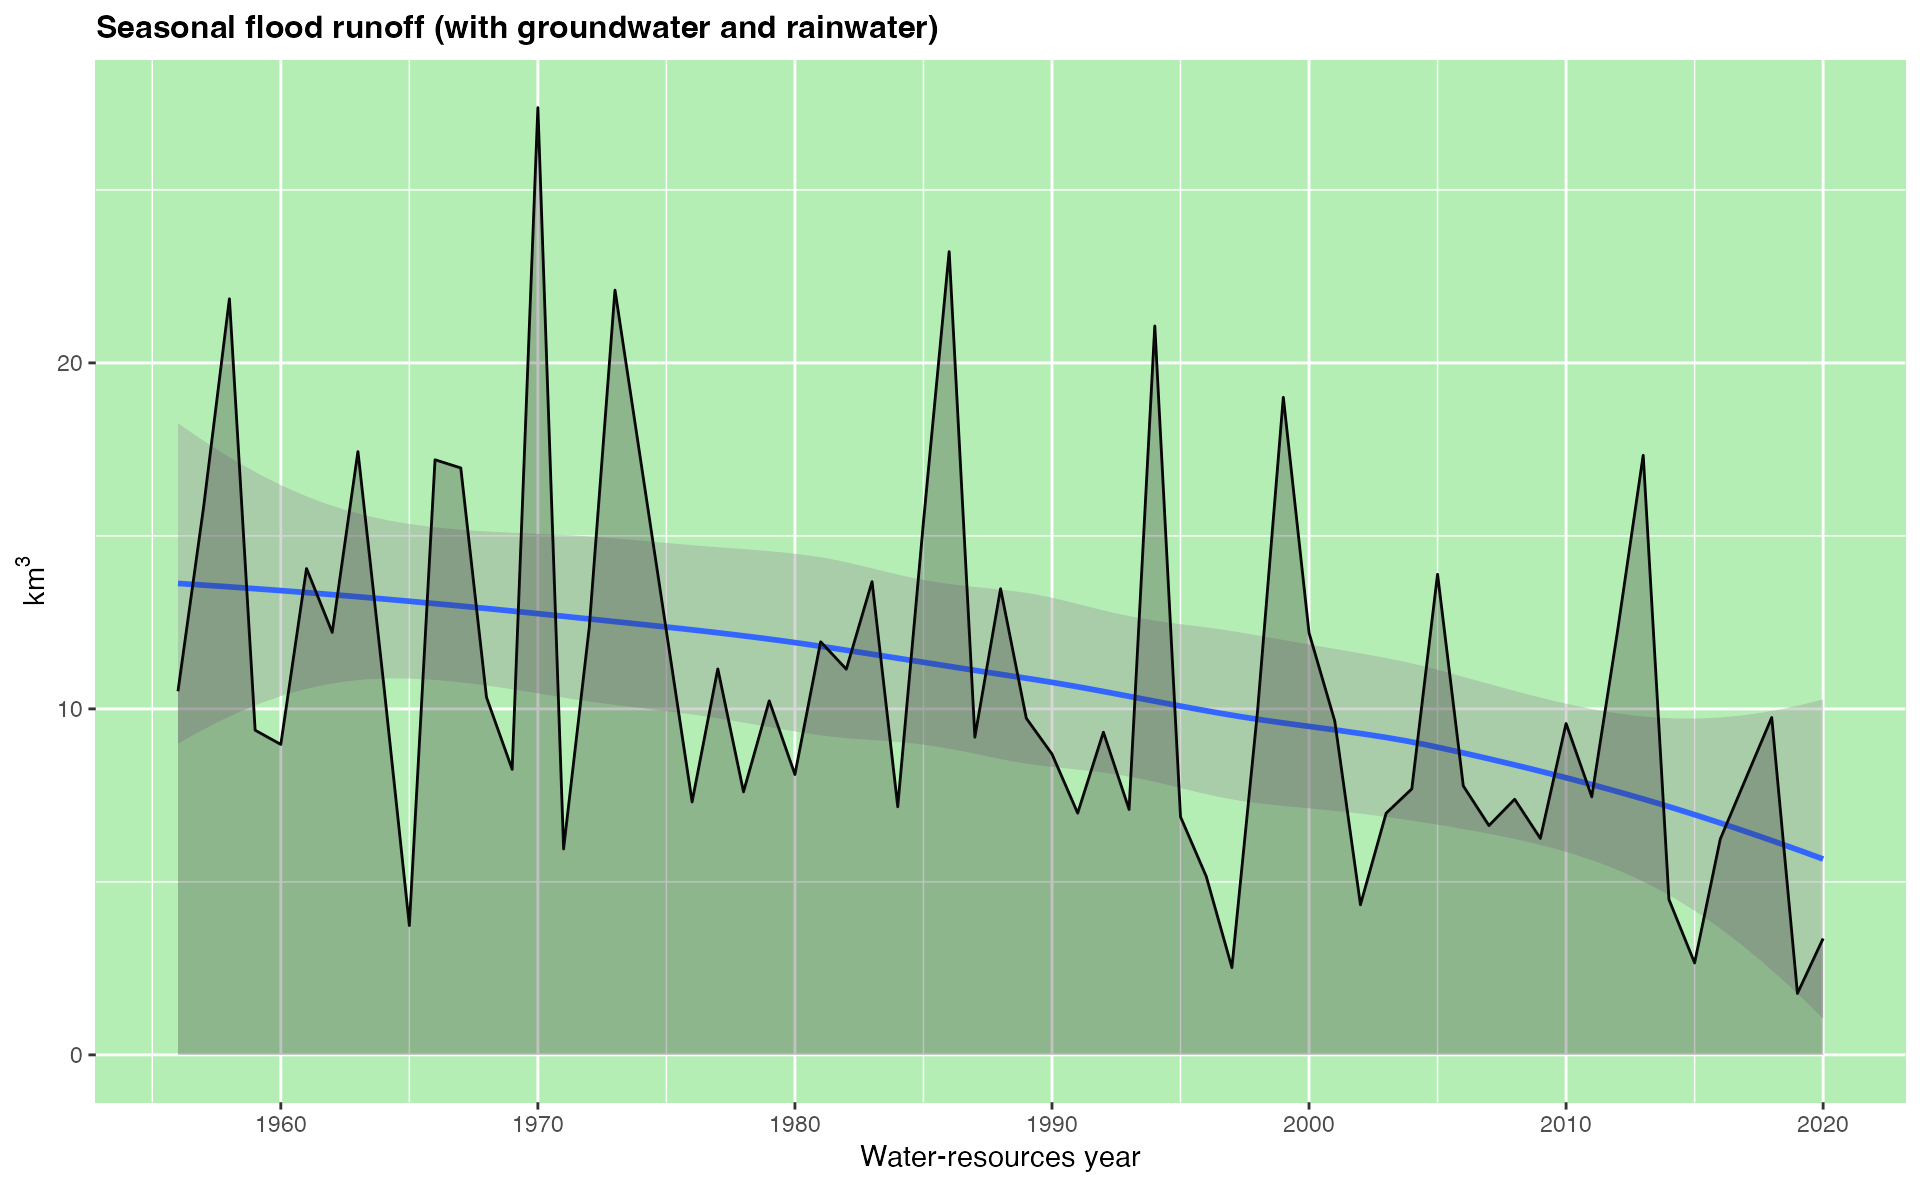 Seasonal flood runoff (with groundwater and rainwater)
km³
20
10
0
1960 1970 1980 1990 2000 2010 2020
Water-resources year